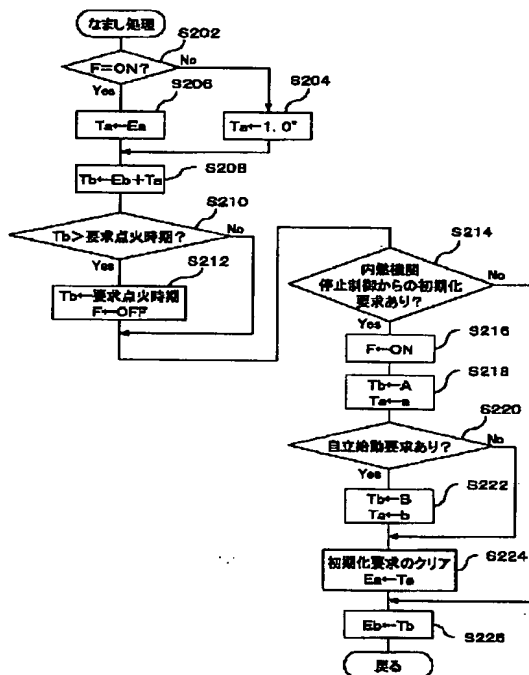 なまし処理
S202
F=ON?
No
Yes
S206
S204
Ta←Ea
Ta←1.0°
S208
Tb←Eb+Ta
S210
Tb>要求点火時期?
No
Yes
S212
Tb←要求点火時期
F←OFF
S214
内燃機関
停止制御からの初期化
要求あり?
No
Yes
S216
F←ON
S218
Tb←A
Ta←a
S220
自立始動要求あり?
No
Yes
S222
Tb←B
Ta←b
S224
初期化要求のクリア
Ea←Ta
Eb←Tb
S226
戻る